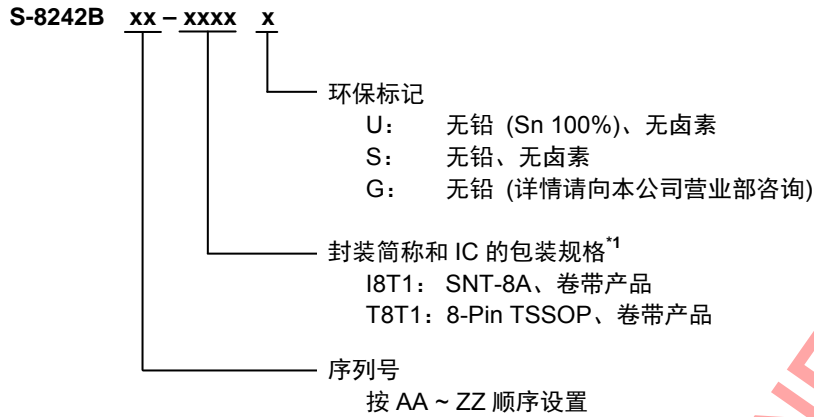 S-8242B xx – xxxx x
环保标记
U： 无铅 (Sn 100%)、无卤素
S： 无铅、无卤素
G： 无铅 (详情请向本公司营业部咨询)
封装简称和 IC 的包装规格*1
I8T1： SNT-8A、卷带产品
T8T1：8-Pin TSSOP、卷带产品
序列号
按 AA ~ ZZ 顺序设置